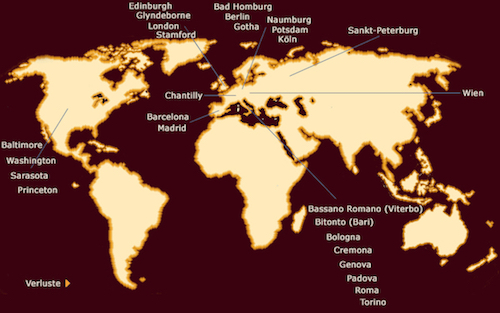 Edinburgh
Glyndeborne
London
Stamford
Bad Homburg
Berlin
Gotha
Naumburg
Potsdam
Köln
Sankt-Peterburg
Chantilly
Wien
Barcelona
Madrid
Baltimore
Washington
Sarasota
Princeton
Bassano Romano (Viterbo)
Bitonto (Bari)
Bologna
Cremona
Genova
Padova
Roma
Torino
Verluste